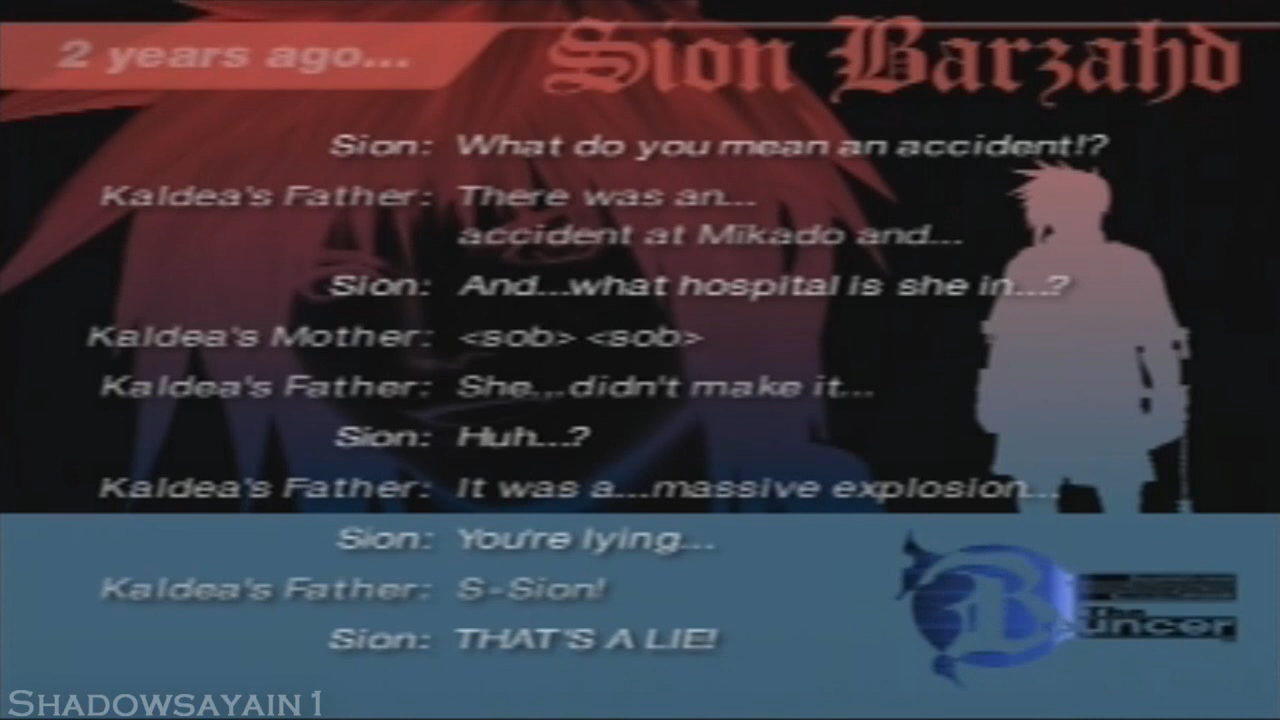 2 years ago...
Sion Barzahd
Sion: What do you mean an accident!?
Kaldea's Father: There was an...
accident at Mikado and...
Sion: And...what hospital is she in...?
Kaldea's Mother: <sob> <sob>
Kaldea's Father: She...didn't make it...
Sion: Huh...?
Kaldea's Father: It was a...massive explosion...
Sion: You're lying...
Kaldea's Father: S-Sion!
Sion: THAT'S A LIE!
B
The
Bouncer
SHADOWSAYAIN1